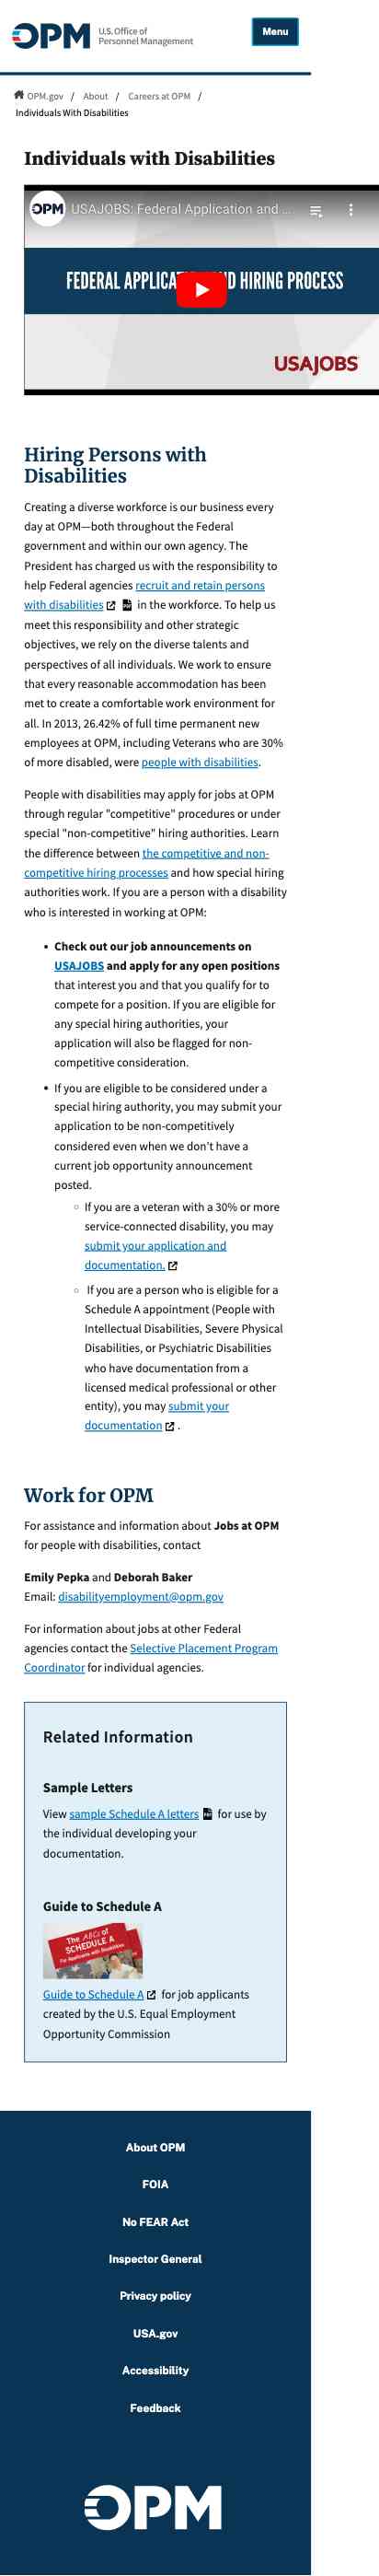 OPM U.S. Office of
Personnel Management
Menu
OPM.gov / About / Careers at OPM /
Individuals With Disabilities
Individuals with Disabilities
OPM USAJOBS: Federal Application and ...
FEDERAL APPLICATION AND HIRING PROCESS
USAJOBS
Hiring Persons with
Disabilities
Creating a diverse workforce is our business every
day at OPM—both throughout the Federal
government and within our own agency. The
President has charged us with the responsibility to
help Federal agencies recruit and retain persons
with disabilities in the workforce. To help us
meet this responsibility and other strategic
objectives, we rely on the diverse talents and
perspectives of all individuals. We work to ensure
that every reasonable accommodation has been
met to create a comfortable work environment for
all. In 2013, 26.42% of full time permanent new
employees at OPM, including Veterans who are 30%
of more disabled, were people with disabilities.
People with disabilities may apply for jobs at OPM
through regular "competitive" procedures or under
special "non-competitive" hiring authorities. Learn
the difference between the competitive and non-
competitive hiring processes and how special hiring
authorities work. If you are a person with a disability
who is interested in working at OPM:
• Check out our job announcements on
USAJOBS and apply for any open positions
that interest you and that you qualify for to
compete for a position. If you are eligible for
any special hiring authorities, your
application will also be flagged for non-
competitive consideration.
• If you are eligible to be considered under a
special hiring authority, you may submit your
application to be non-competitively
considered even when we don't have a
current job opportunity announcement
posted.
○ If you are a veteran with a 30% or more
service-connected disability, you may
submit your application and
documentation.
○ If you are a person who is eligible for a
Schedule A appointment (People with
Intellectual Disabilities, Severe Physical
Disabilities, or Psychiatric Disabilities
who have documentation from a
licensed medical professional or other
entity), you may submit your
documentation .
Work for OPM
For assistance and information about Jobs at OPM
for people with disabilities, contact
Emily Pepka and Deborah Baker
Email: disabilityemployment@opm.gov
For information about jobs at other Federal
agencies contact the Selective Placement Program
Coordinator for individual agencies.
Related Information
Sample Letters
View sample Schedule A letters for use by
the individual developing your
documentation.
Guide to Schedule A
The ABCs of
SCHEDULE A
For Applicants with Disabilities
Guide to Schedule A for job applicants
created by the U.S. Equal Employment
Opportunity Commission
About OPM
FOIA
No FEAR Act
Inspector General
Privacy policy
USA.gov
Accessibility
Feedback
OPM